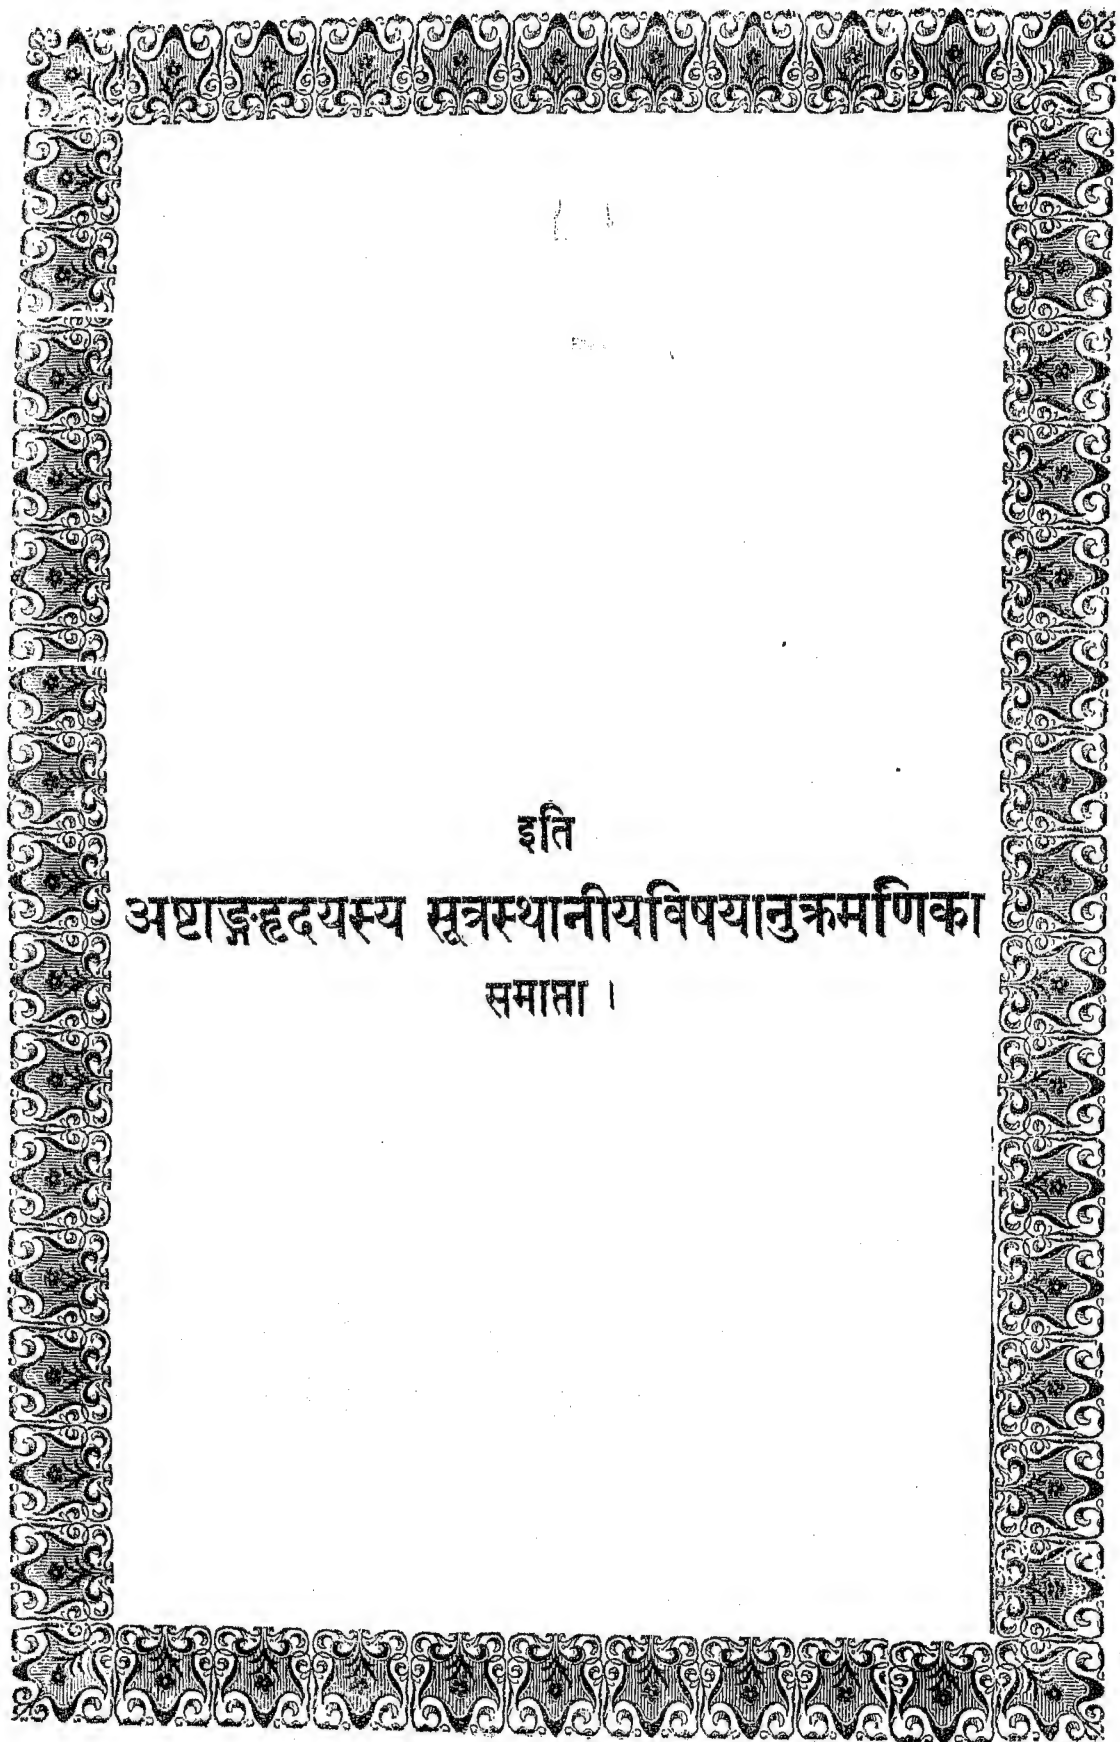 इति
अष्टाङ्गहृदयस्य सूत्रस्थानीयविषयानुक्रमणिका
समाप्ता ।